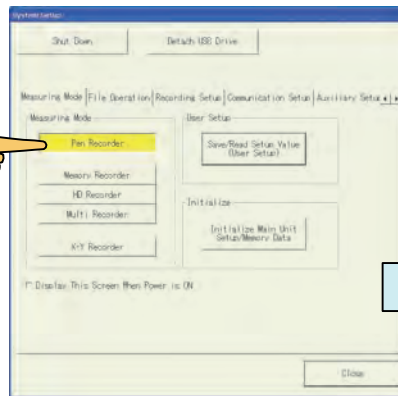 System Setup
Shut Down
Detach USB Drive
Measuring Mode File Operation Recording Setup Communication Setup Auxiliary Setup
Measuring Mode
User Setup
Pen Recorder
Save/Read Setup Value
(User Setup)
Memory Recorder
HD Recorder
Multi Recorder
Initialize
Initialize Main Unit
Setup/Memory Data
X-Y Recorder
Display This Screen When Power is ON
Close